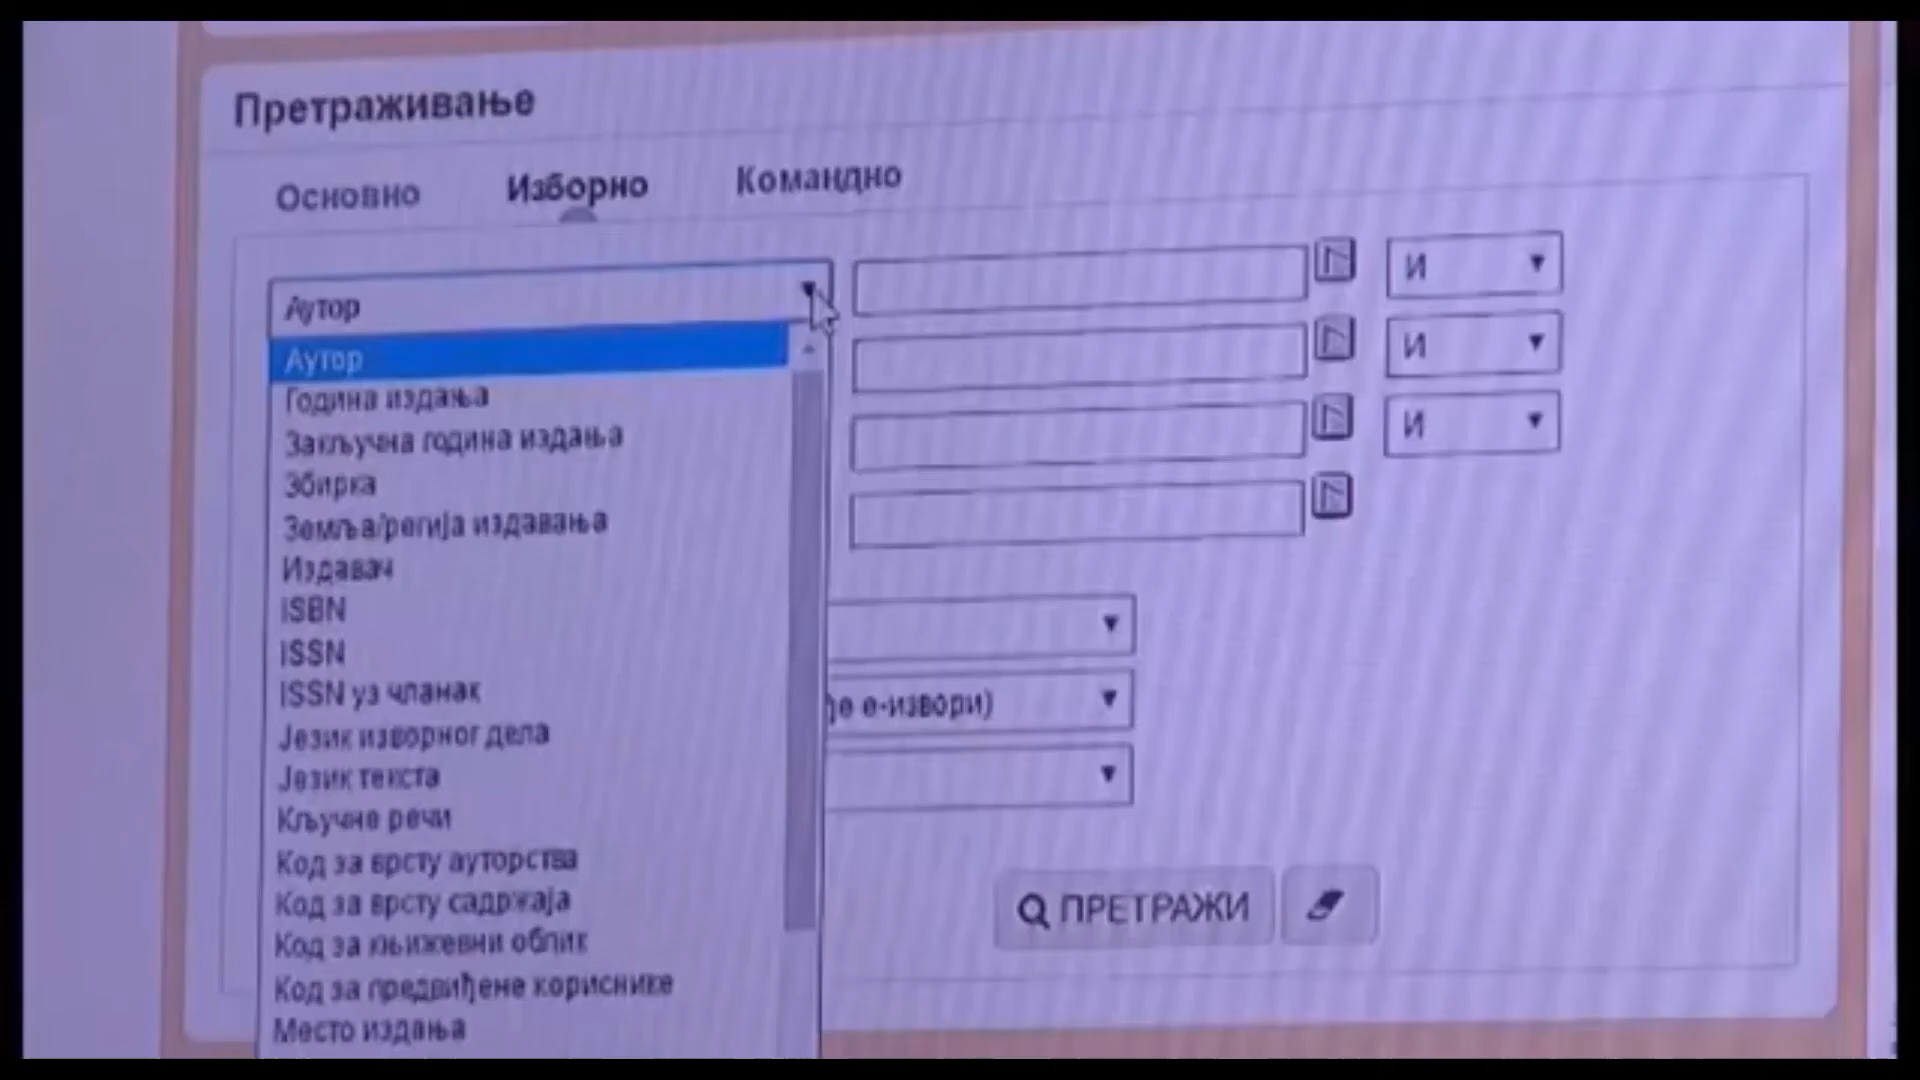 Претраживање
Основно Изборно Командно
Аутор И
Аутор
Година издања И
Закључна година издања И
Збирка
Земља/регија издавања
Издавач
ISBN
ISSN
ISSN уз чланак е-извори)
Језик изворног дела
Језик текста
Кључне речи
Код за врсту ауторства
Код за врсту садржаја ПРЕТРАЖИ
Код за књижевни облик
Код за предвиђене кориснике
Место издања